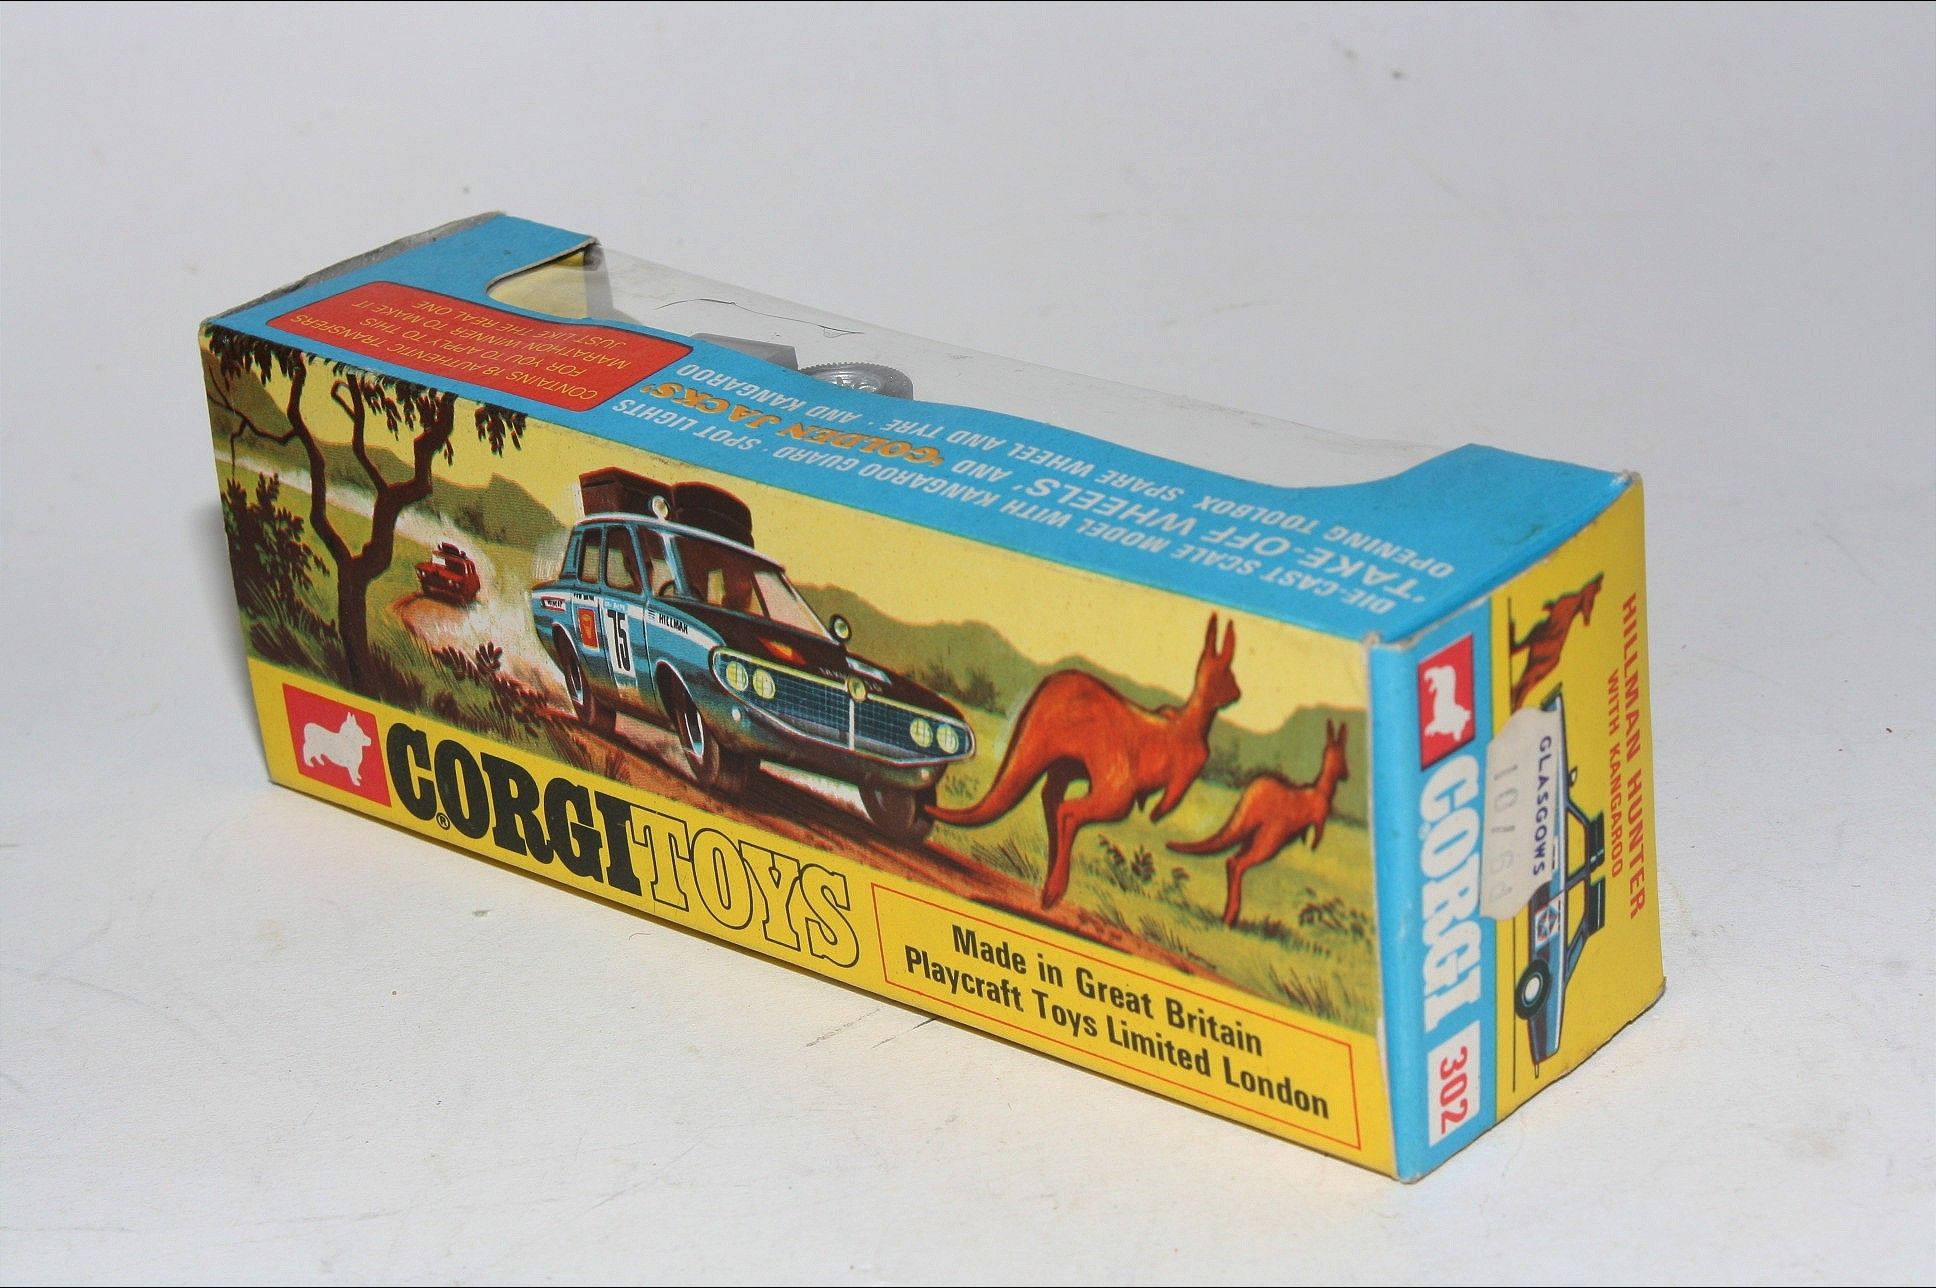 CONTAINS 18 AUTHENTIC TRANSFERS
FOR YOU TO APPLY TO THIS
MARATHON WINNER TO MAKE IT
JUST LIKE THE REAL ONE
DIE-CAST SCALE MODEL WITH KANGAROO GUARD · SPOT LIGHTS
'TAKE-OFF WHEELS' AND 'GOLDEN JACKS'
OPENING TOOLBOX SPARE WHEEL AND TYRE · AND KANGAROO
75
HILLMAN
CORGI TOYS
®
Made in Great Britain
Playcraft Toys Limited London
CORGI 302
HILLMAN HUNTER
WITH KANGAROO
GLASGOWS